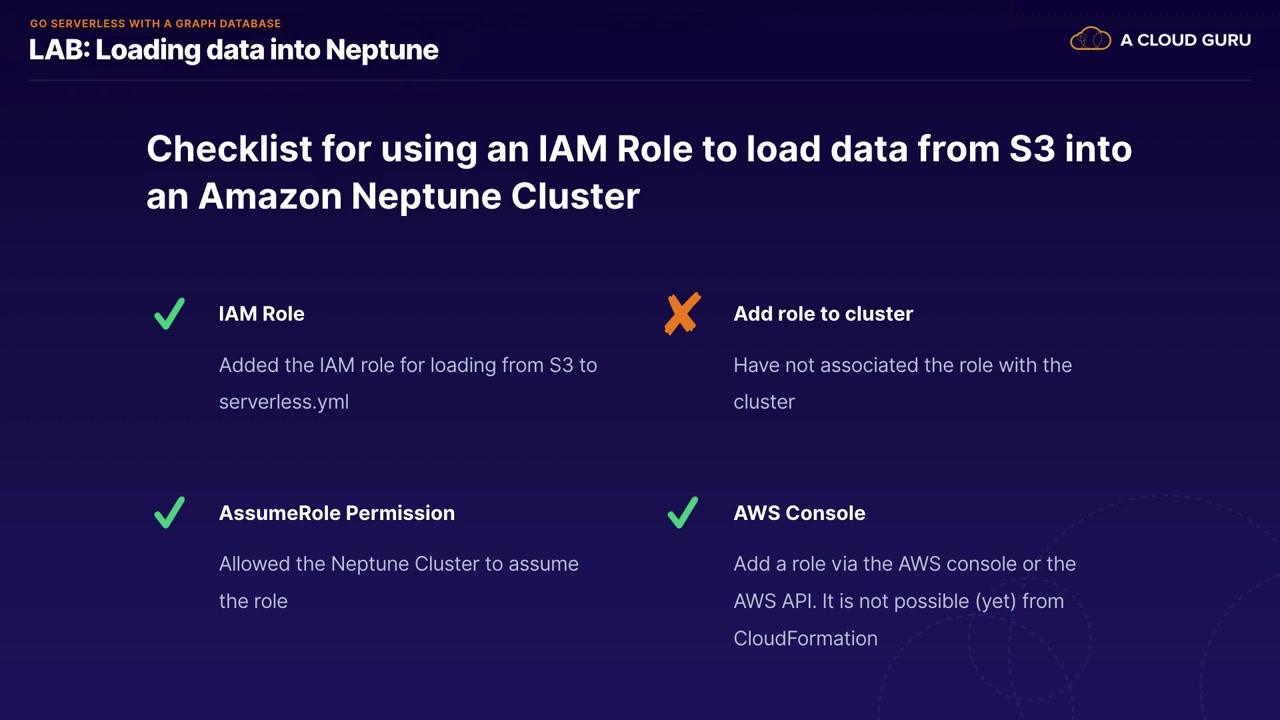 GO SERVERLESS WITH A GRAPH DATABASE
LAB: Loading data into Neptune
A CLOUD GURU
Checklist for using an IAM Role to load data from S3 into
an Amazon Neptune Cluster
IAM Role
Added the IAM role for loading from S3 to
serverless.yml
Add role to cluster
Have not associated the role with the
cluster
AssumeRole Permission
Allowed the Neptune Cluster to assume
the role
AWS Console
Add a role via the AWS console or the
AWS API. It is not possible (yet) from
CloudFormation